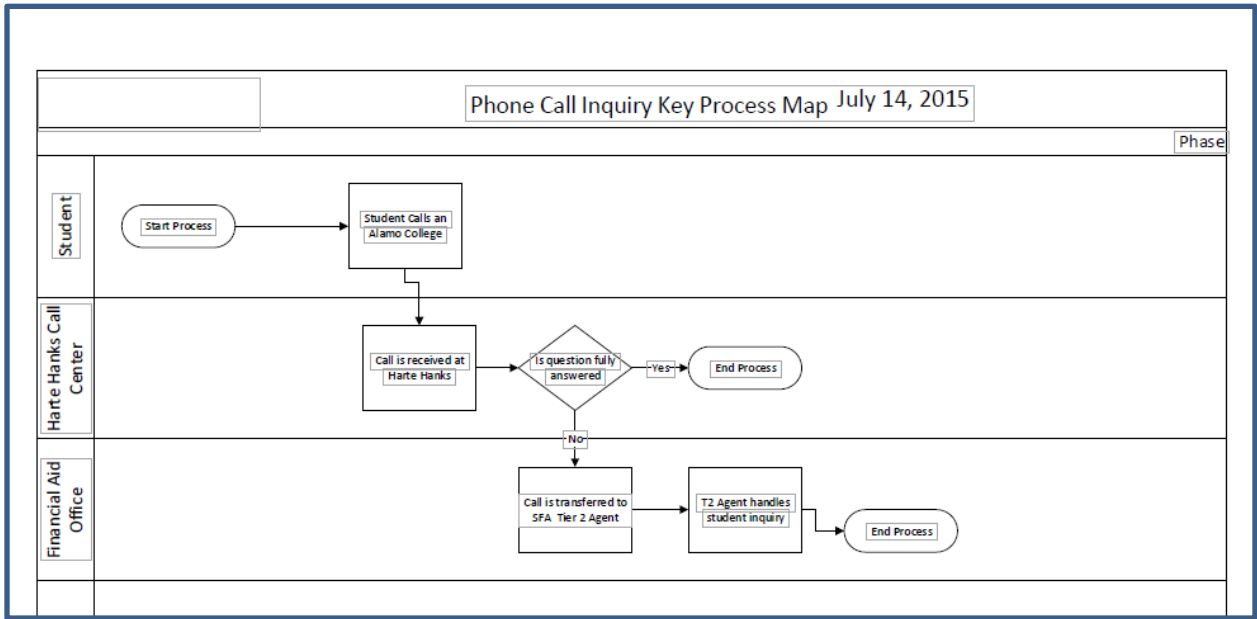 Phone Call Inquiry Key Process Map July 14, 2015
Phase
Student
Start Process
Student Calls an
Alamo College
Harte Hanks Call
Center
Call is received at
Harte Hanks
Is question fully
answered
Yes
End Process
No
Financial Aid
Office
Call is transferred to
SFA Tier 2 Agent
T2 Agent handles
student inquiry
End Process